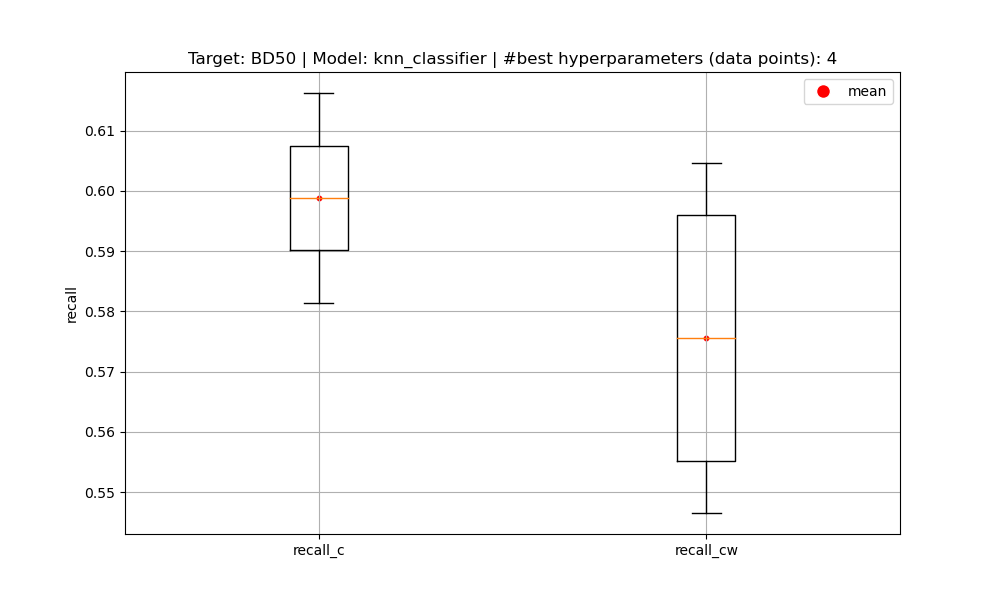 Target: BD50 | Model: knn_classifier | #best hyperparameters (data points): 4
mean
0.61
0.60
0.59
0.58
0.57
0.56
0.55
recall
recall_c
recall_cw